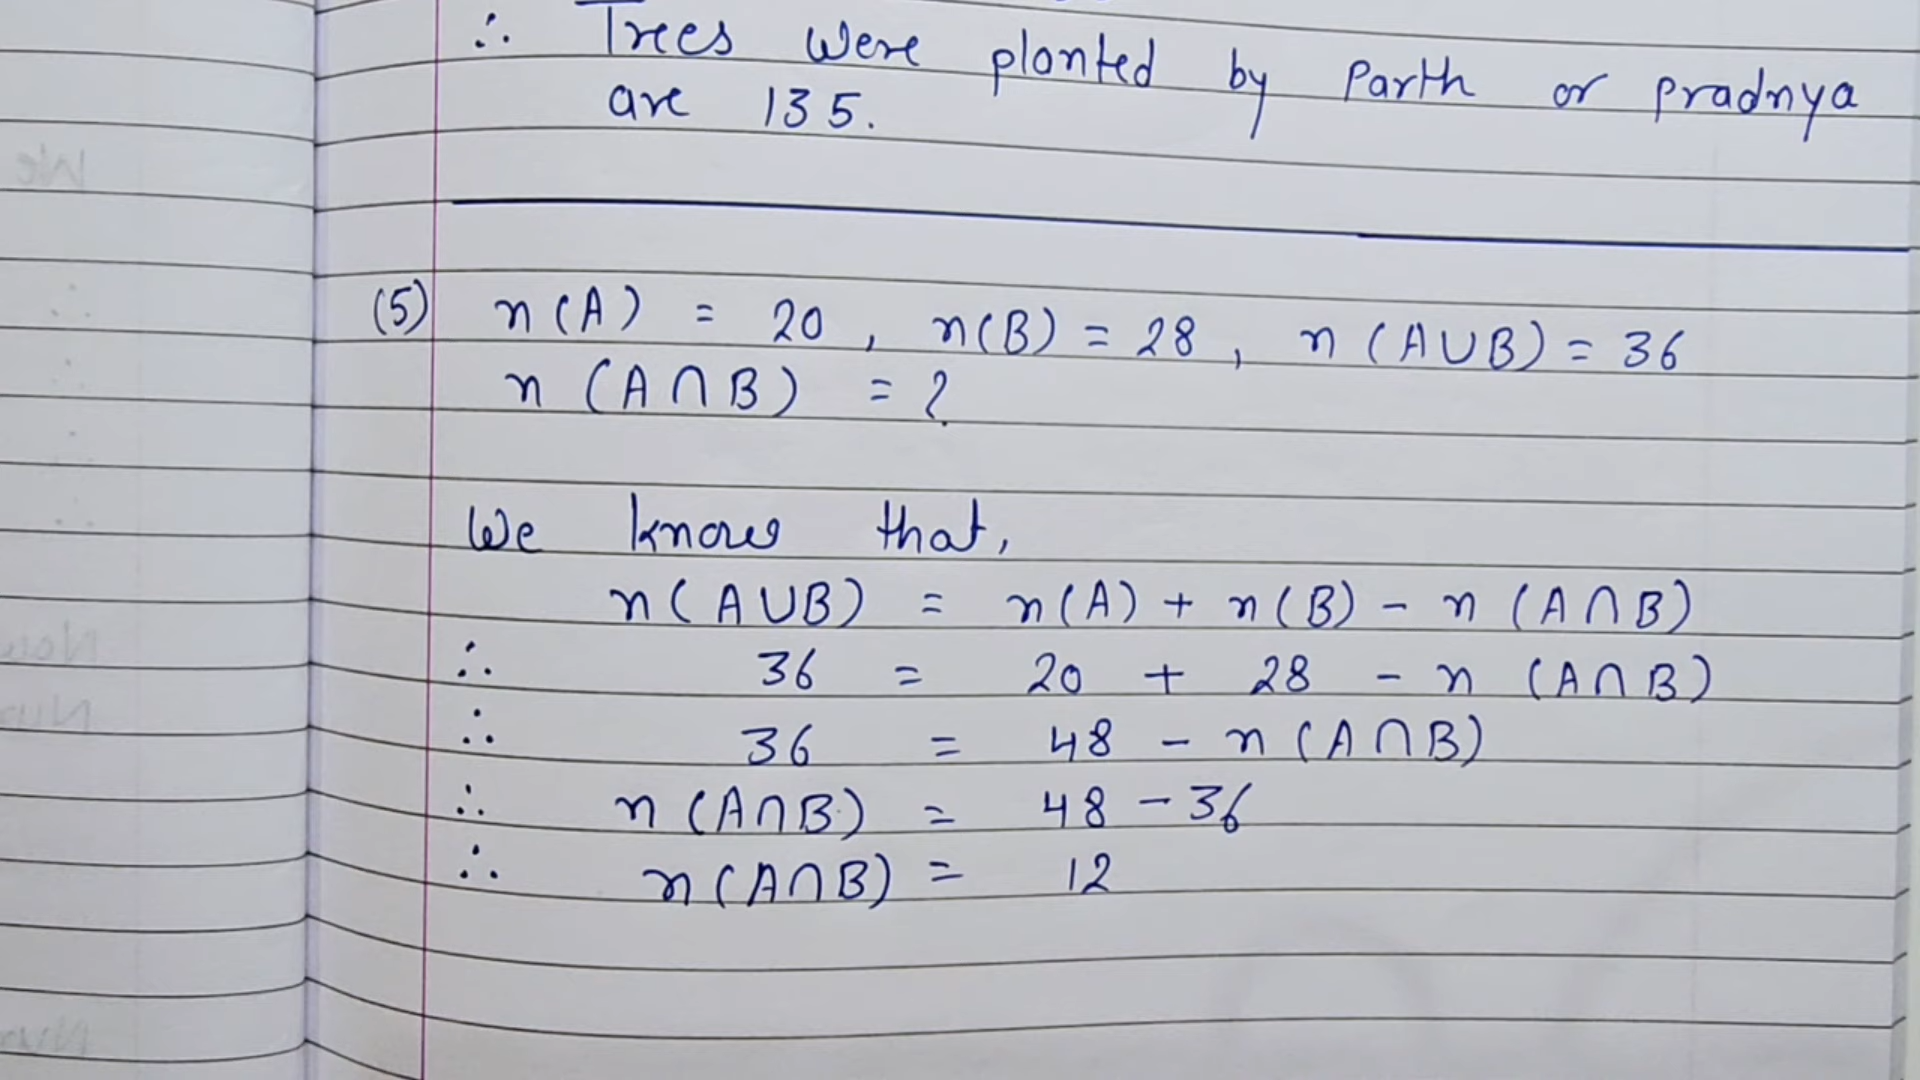 ∴ Trees were planted by Parth or pradnya
are 135.
(5) n(A) = 20, n(B) = 28, n(A∪B) = 36
n(A∩B) = ?
We know that,
n(A∪B) = n(A) + n(B) - n(A∩B)
∴ 36 = 20 + 28 - n(A∩B)
∴ 36 = 48 - n(A∩B)
∴ n(A∩B) = 48 - 36
∴ n(A∩B) = 12